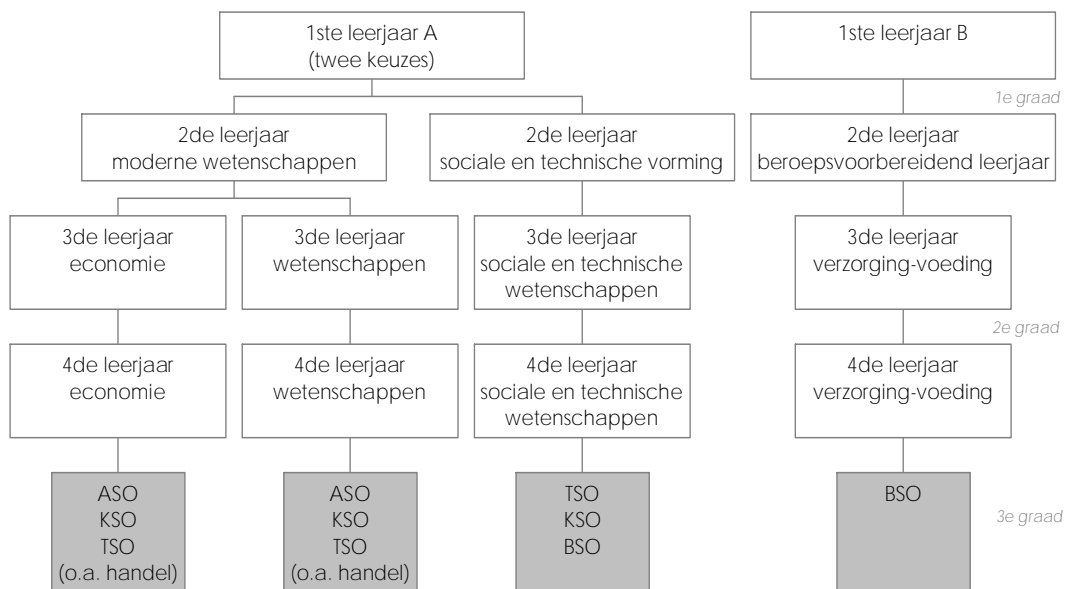 1ste leerjaar A
(twee keuzes)
1ste leerjaar B
1e graad
2de leerjaar
moderne wetenschappen
2de leerjaar
sociale en technische vorming
2de leerjaar
beroepsvoorbereidend leerjaar
3de leerjaar
economie
3de leerjaar
wetenschappen
3de leerjaar
sociale en technische
wetenschappen
3de leerjaar
verzorging-voeding
2e graad
4de leerjaar
economie
4de leerjaar
wetenschappen
4de leerjaar
sociale en technische
wetenschappen
4de leerjaar
verzorging-voeding
ASO
KSO
TSO
(o.a. handel)
ASO
KSO
TSO
(o.a. handel)
TSO
KSO
BSO
BSO
3e graad